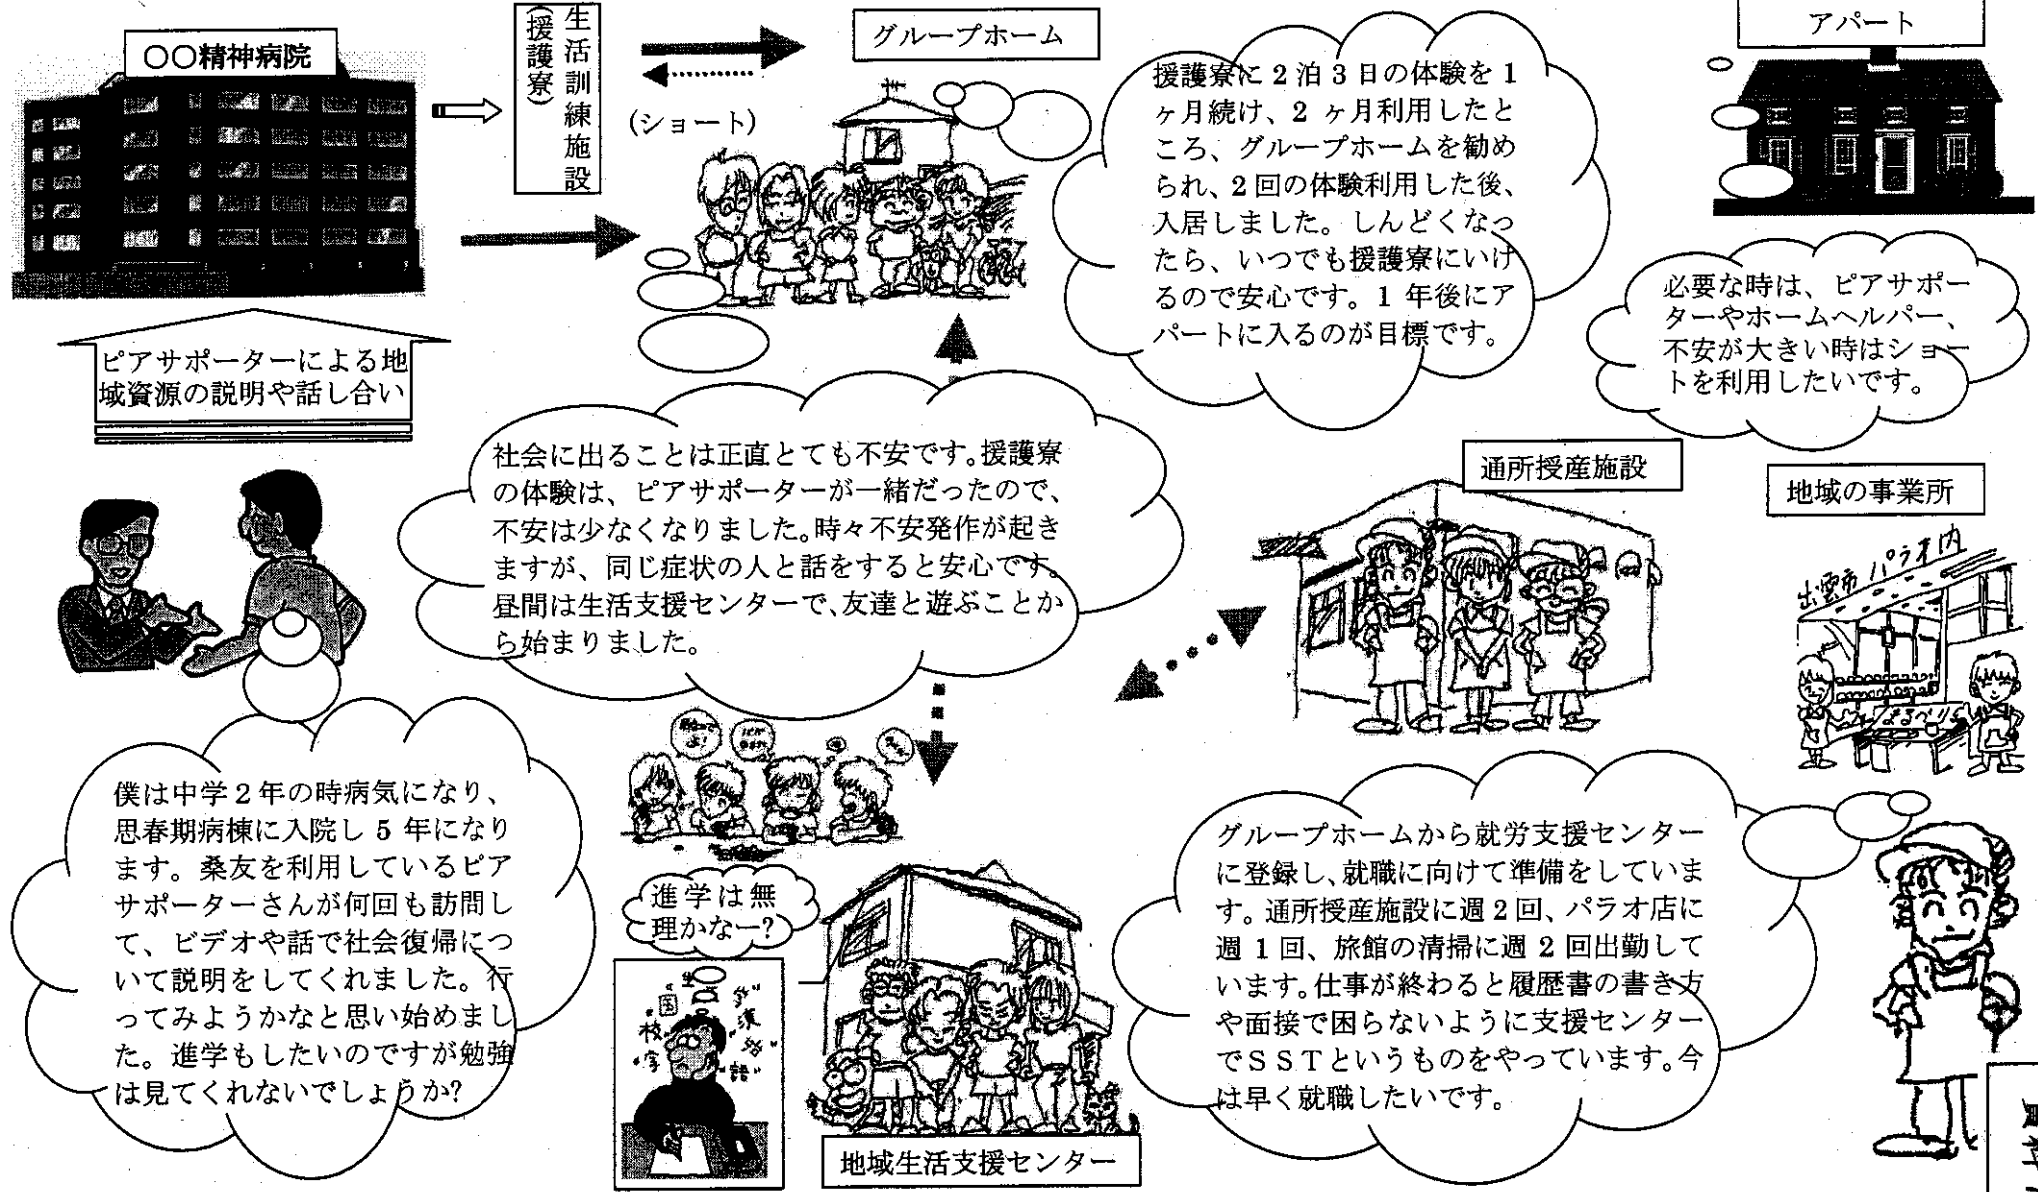 〇〇精神病院
生活訓練施設
(援護寮)
(ショート)
グループホーム
援護寮に2泊3日の体験を1
ヶ月続け、2ヶ月利用したと
ころ、グループホームを勧め
られ、2回の体験利用した後、
入居しました。しんどくなっ
たら、いつでも援護寮にいけ
るので安心です。1年後にア
パートに入るのが目標です。
アパート
必要な時は、ピアサポー
ターやホームヘルパー、
不安が大きい時はショー
トを利用したいです。
ピアサポーターによる地
域資源の説明や話し合い
社会に出ることは正直とても不安です。援護寮
の体験は、ピアサポーターが一緒だったので、
不安は少なくなりました。時々不安発作が起き
ますが、同じ症状の人と話をすると安心です。
昼間は生活支援センターで、友達と遊ぶことか
ら始まりました。
通所授産施設
地域の事業所
出雲市パラオ内
僕は中学2年の時病気になり、
思春期病棟に入院し5年になり
ます。桑友を利用しているピア
サポーターさんが何回も訪問し
て、ビデオや話で社会復帰につ
いて説明をしてくれました。行
ってみようかなと思い始めまし
た。進学もしたいのですが勉強
は見てくれないでしょうか?
進学は無
理かなー?
地域生活支援センター
グループホームから就労支援センター
に登録し、就職に向けて準備をしていま
す。通所授産施設に週2回、パラオ店に
週1回、旅館の清掃に週2回出勤して
います。仕事が終わると履歴書の書き方
や面接で困らないように支援センター
でSSTというものをやっています。今
は早く就職したいです。